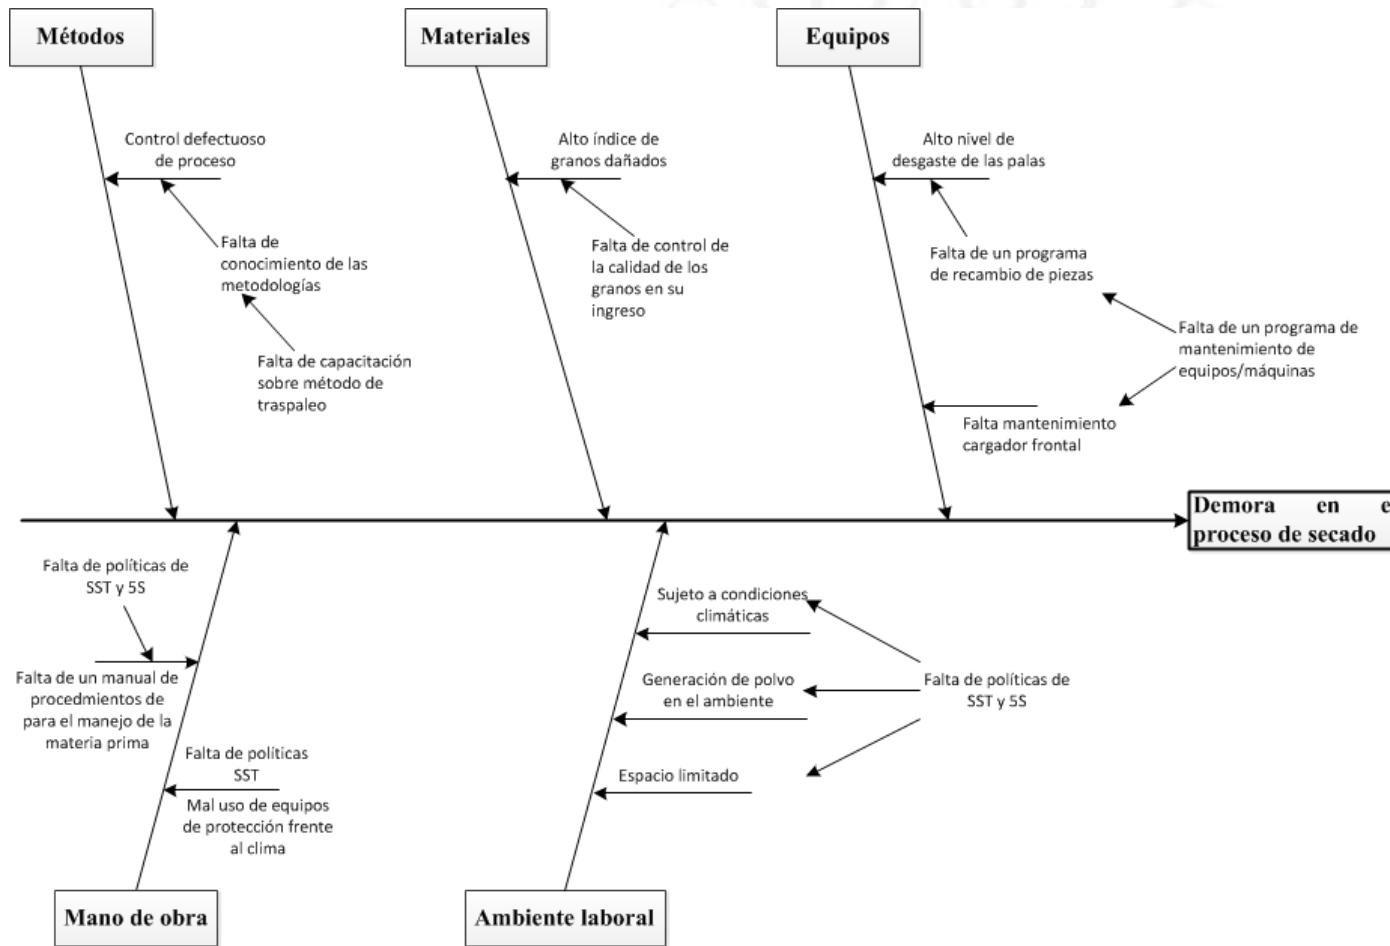 Métodos
Materiales
Equipos
Control defectuoso
de proceso
Alto índice de
granos dañados
Alto nivel de
desgaste de las palas
Falta de
conocimiento de las
metodologías
Falta de control de
la calidad de los
granos en su
ingreso
Falta de un programa
de recambio de piezas
Falta de capacitación
sobre método de
traspaleo
Falta de un programa de
mantenimiento de
equipos/máquinas
Falta mantenimiento
cargador frontal
Demora en e
proceso de secado
Falta de políticas de
SST y 5S
Falta de un manual de
procedmientos de
para el manejo de la
materia prima
Falta de políticas
SST
Mal uso de equipos
de protección frente
al clima
Sujeto a condiciones
climáticas
Generación de polvo
en el ambiente
Espacio limitado
Falta de políticas de
SST y 5S
Mano de obra
Ambiente laboral